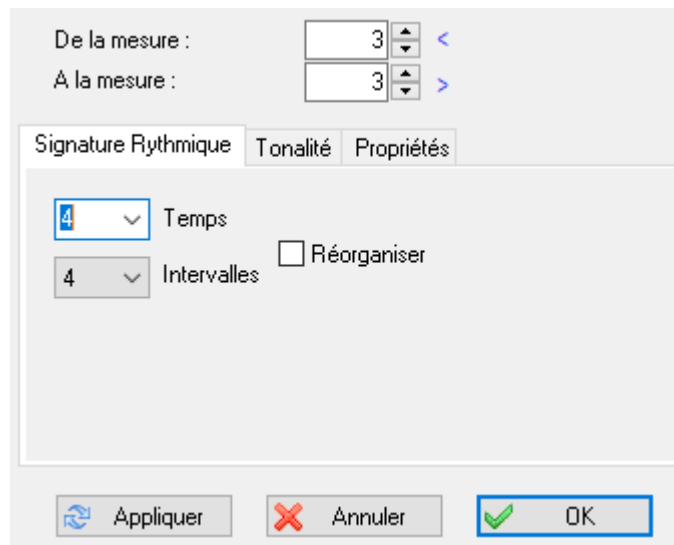 De la mesure : 3 <
A la mesure : 3 >
Signature Rythmique Tonalité Propriétés
4 Temps
Réorganiser
4 Intervalles
Appliquer Annuler OK